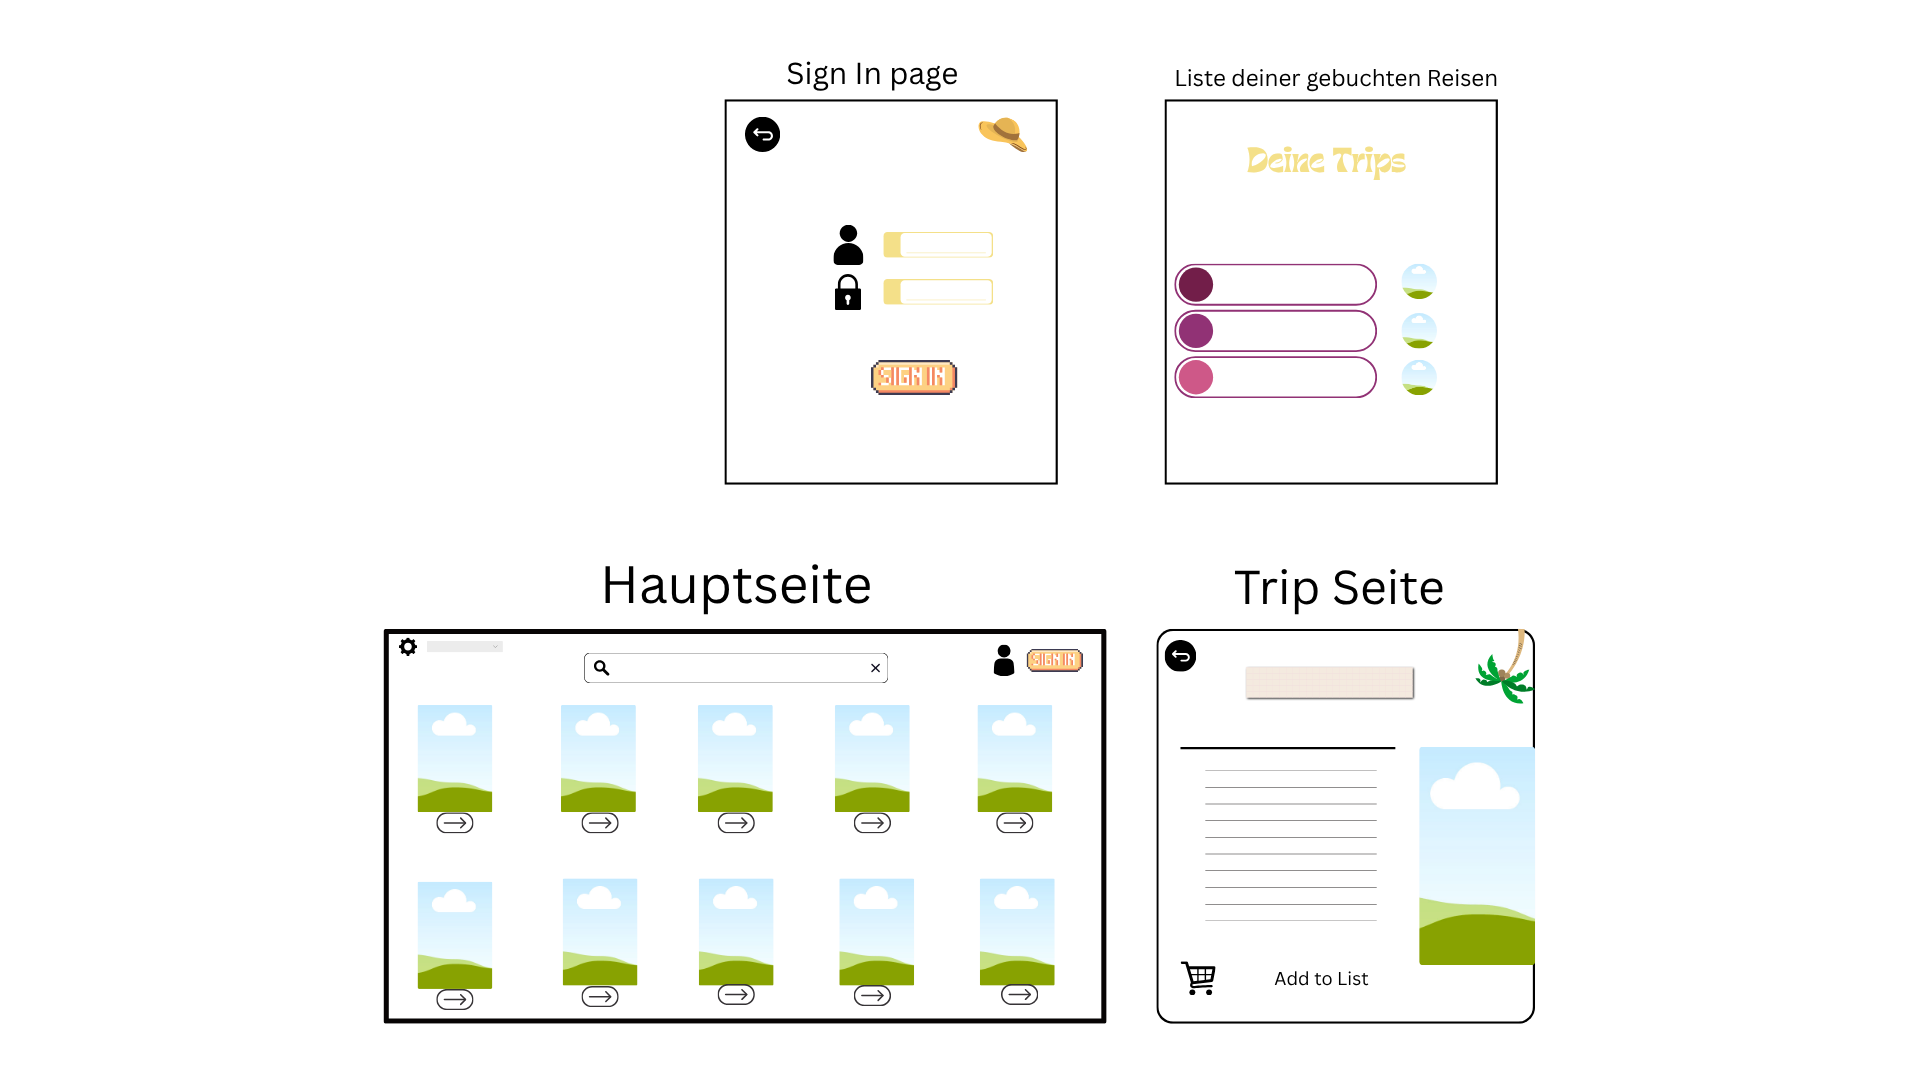 Sign In page
Liste deiner gebuchten Reisen
Deine Trips
SIGN IN
Hauptseite
Trip Seite
SIGN IN
Add to List